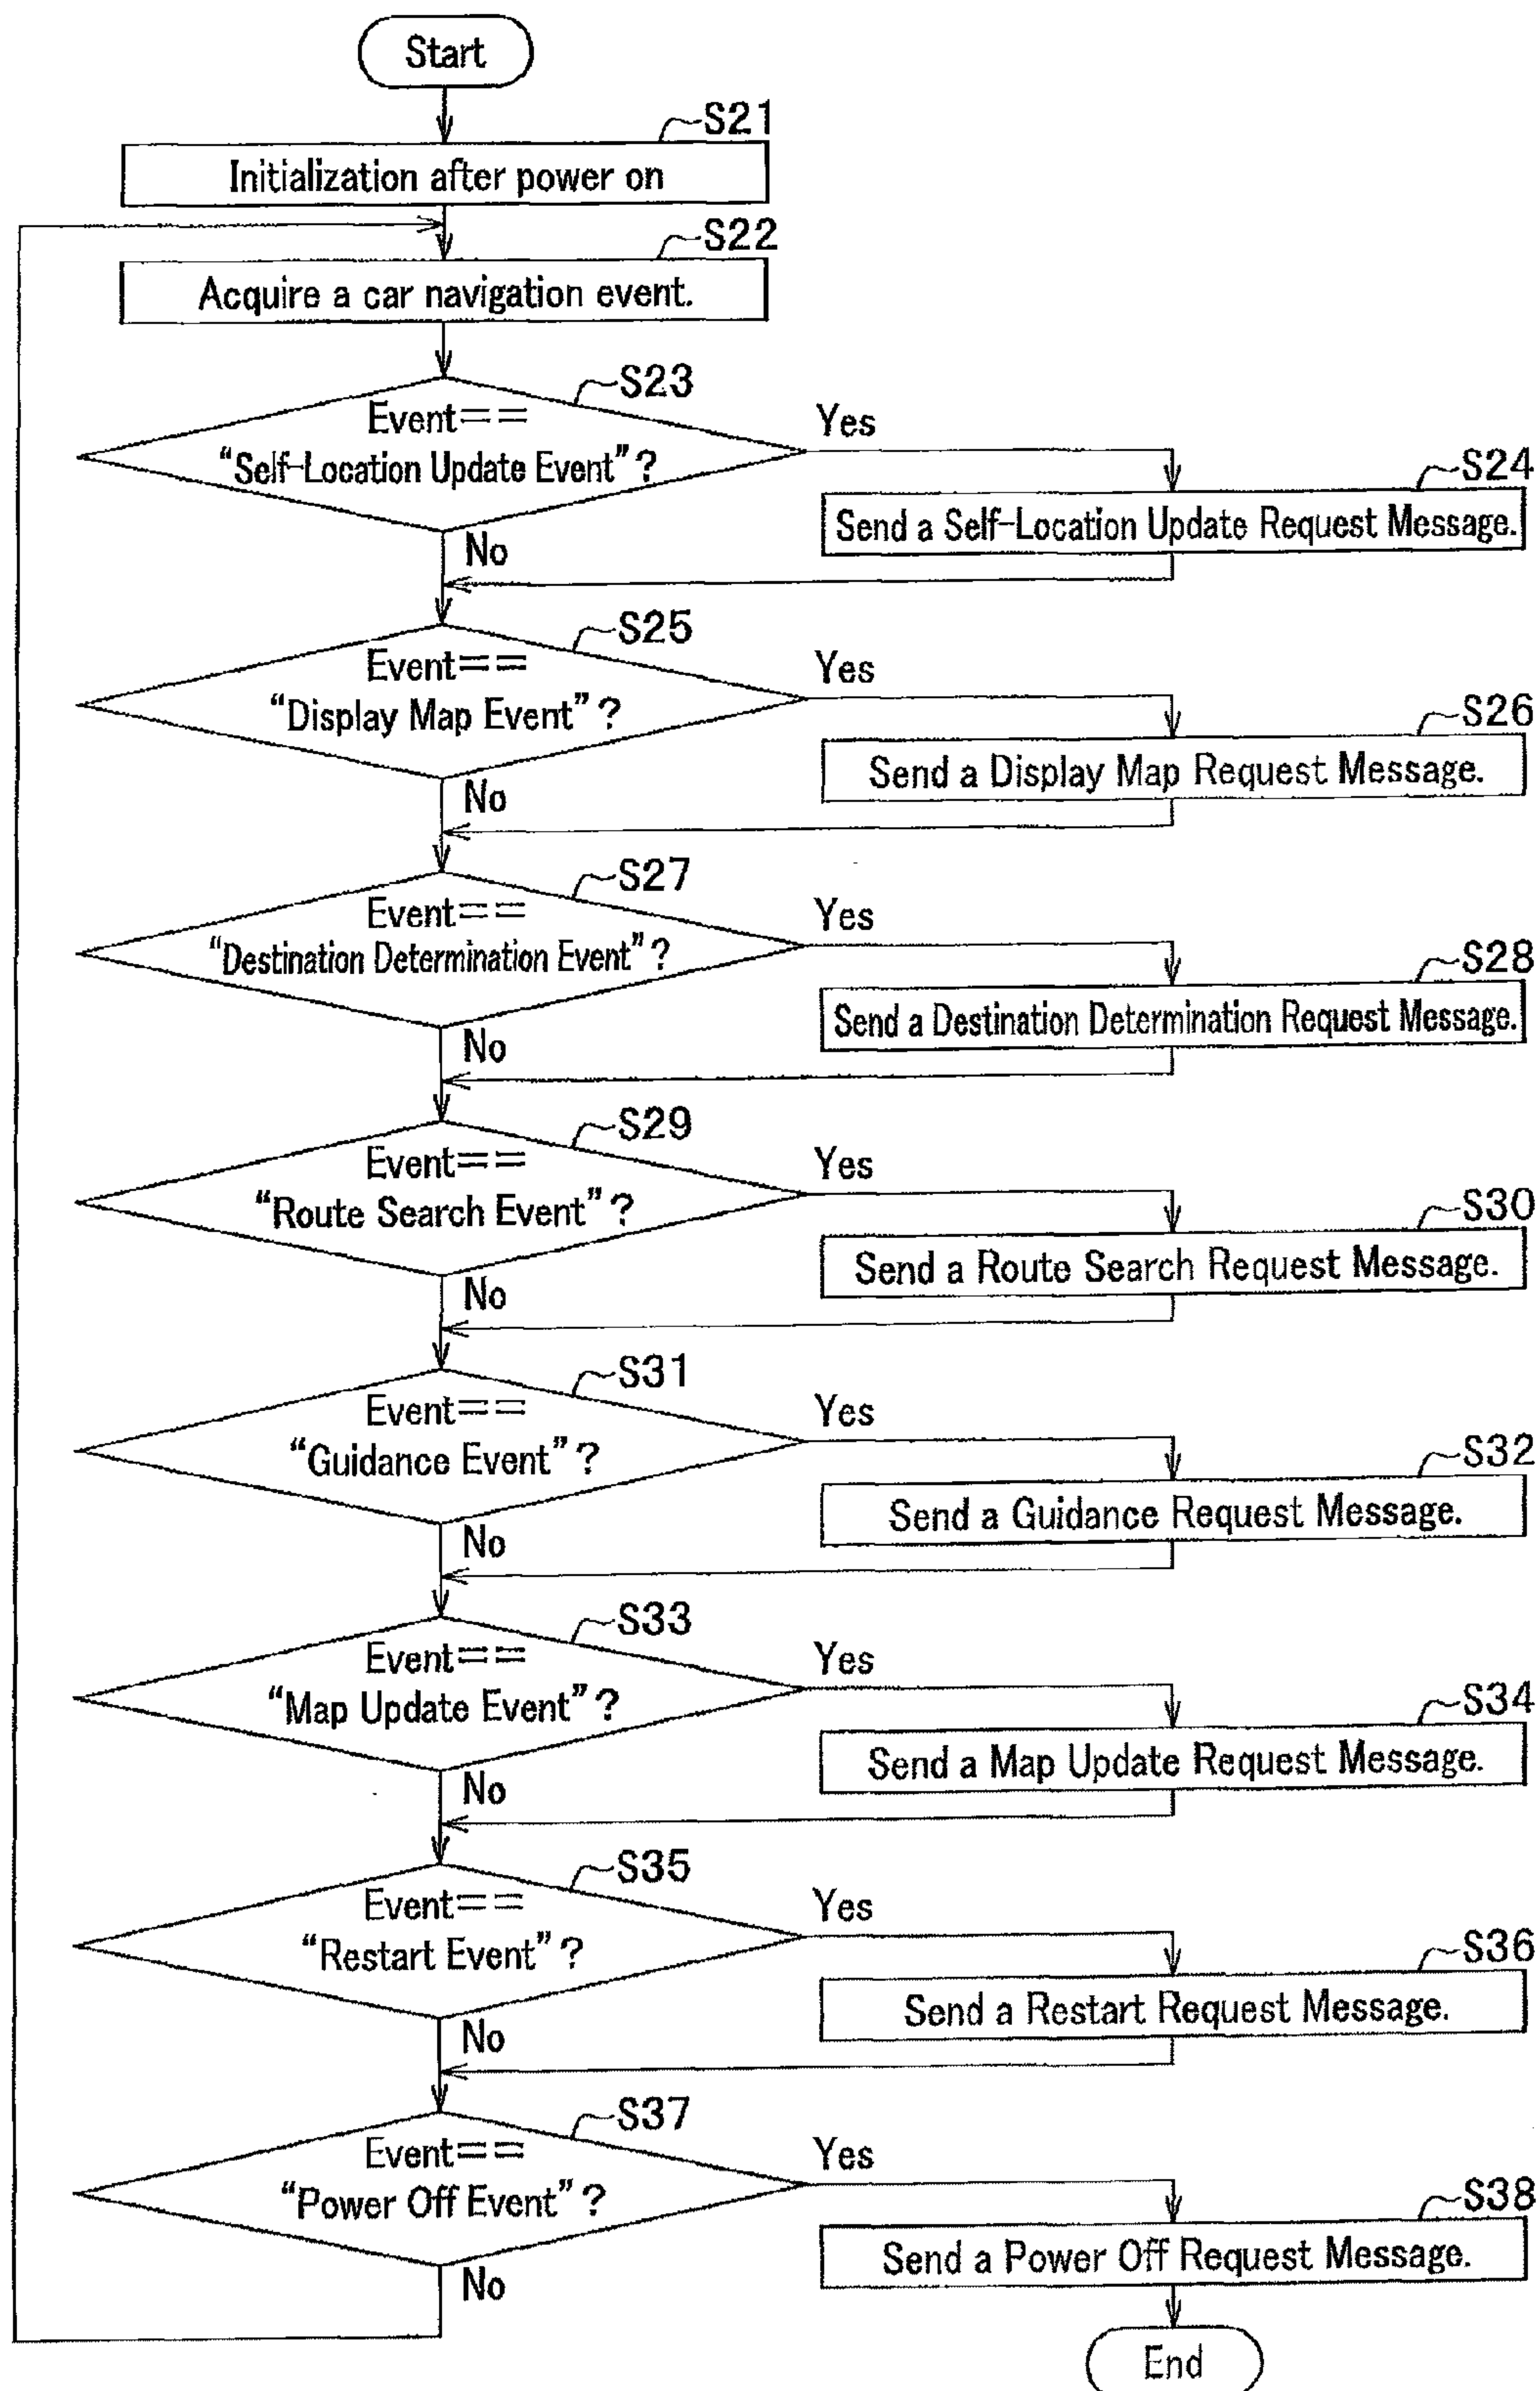 Start
S21
Initialization after power on
S22
Acquire a car navigation event.
S23
Event==
“Self-Location Update Event”?
Yes
No
S24
Send a Self-Location Update Request Message.
S25
Event==
“Display Map Event”?
Yes
No
S26
Send a Display Map Request Message.
S27
Event==
“Destination Determination Event”?
Yes
No
S28
Send a Destination Determination Request Message.
S29
Event==
“Route Search Event”?
Yes
No
S30
Send a Route Search Request Message.
S31
Event==
“Guidance Event”?
Yes
No
S32
Send a Guidance Request Message.
S33
Event==
“Map Update Event”?
Yes
No
S34
Send a Map Update Request Message.
S35
Event==
“Restart Event”?
Yes
No
S36
Send a Restart Request Message.
S37
Event==
“Power Off Event”?
Yes
No
S38
Send a Power Off Request Message.
End